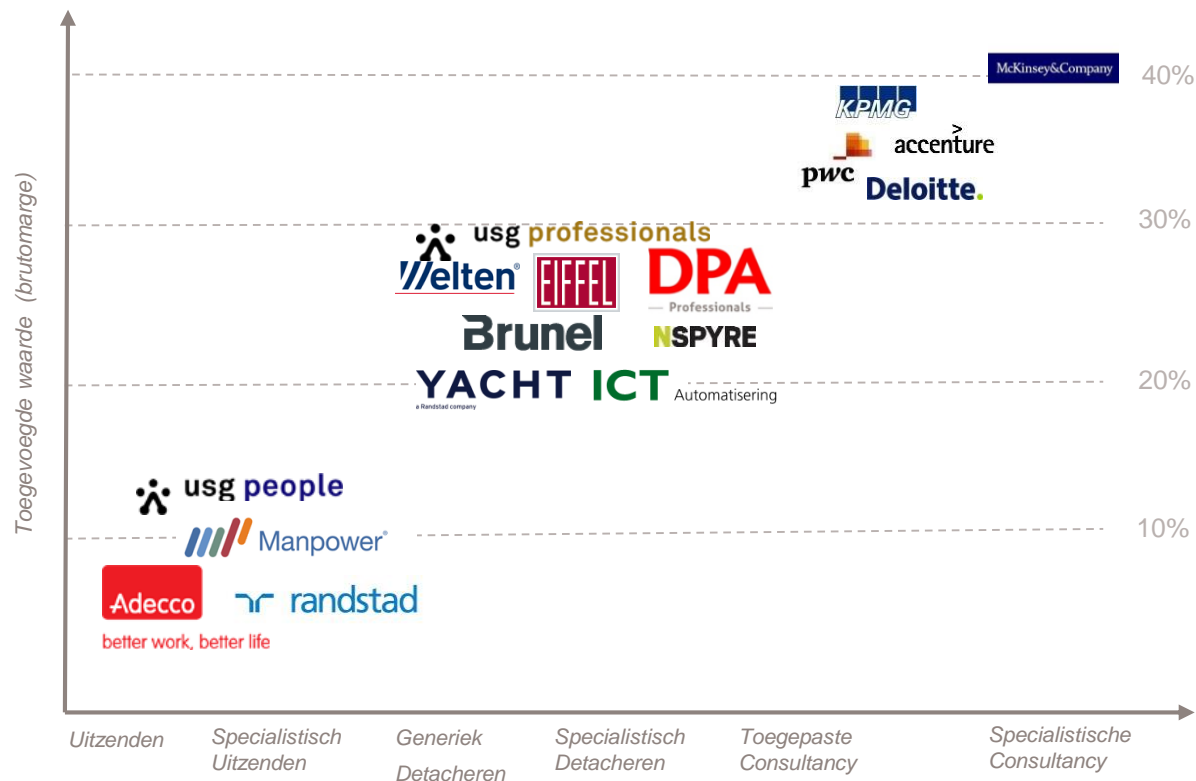 Toegevoegde waarde (brutomarge)
McKinsey&Company
40%
KPMG
accenture
pwc
Deloitte.
30%
usg professionals
Welten®
EIFFEL
DPA
Professionals
Brunel
NSPYRE
20%
YACHT
a Randstad company
ICT Automatisering
usg people
10%
Manpower®
Adecco
better work, better life
randstad
Uitzenden
Specialistisch
Uitzenden
Generiek
Detacheren
Specialistisch
Detacheren
Toegepaste
Consultancy
Specialistische
Consultancy